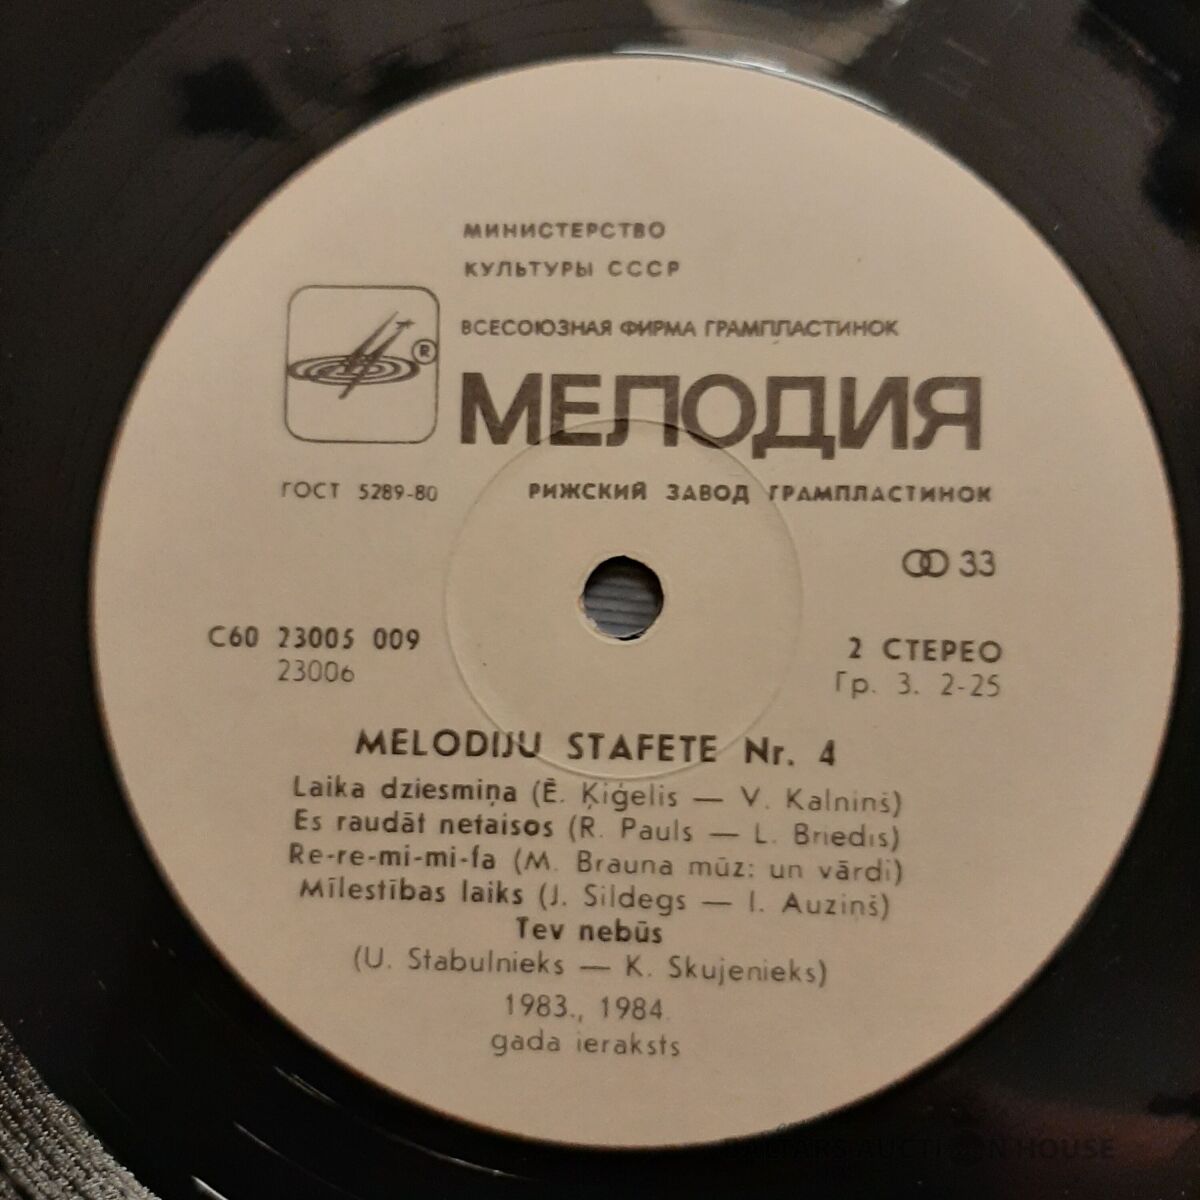 МИНИСТЕРСТВО
КУЛЬТУРЫ СССР
ВСЕСОЮЗНАЯ ФИРМА ГРАМПЛАСТИНОК
®
МЕЛОДИЯ
ГОСТ 5289-80 РИЖСКИЙ ЗАВОД ГРАМПЛАСТИНОК
33
С60 23005 009 2 СТЕРЕО
23006 Гр. 3. 2-25
MELODIJU STAFETE Nr. 4
Laika dziesmiņa (Ē. Ķiģelis — V. Kalniņš)
Es raudāt netaisos (R. Pauls — L. Briedis)
Re-re-mi-mi-fa (M. Brauna mūz: un vārdi)
Mīlestības laiks (J. Sildegs — I. Auziņš)
Tev nebūs
(U. Stabulnieks — K. Skujenieks)
1983., 1984.
gada ieraksts
AUCTION HOUSE